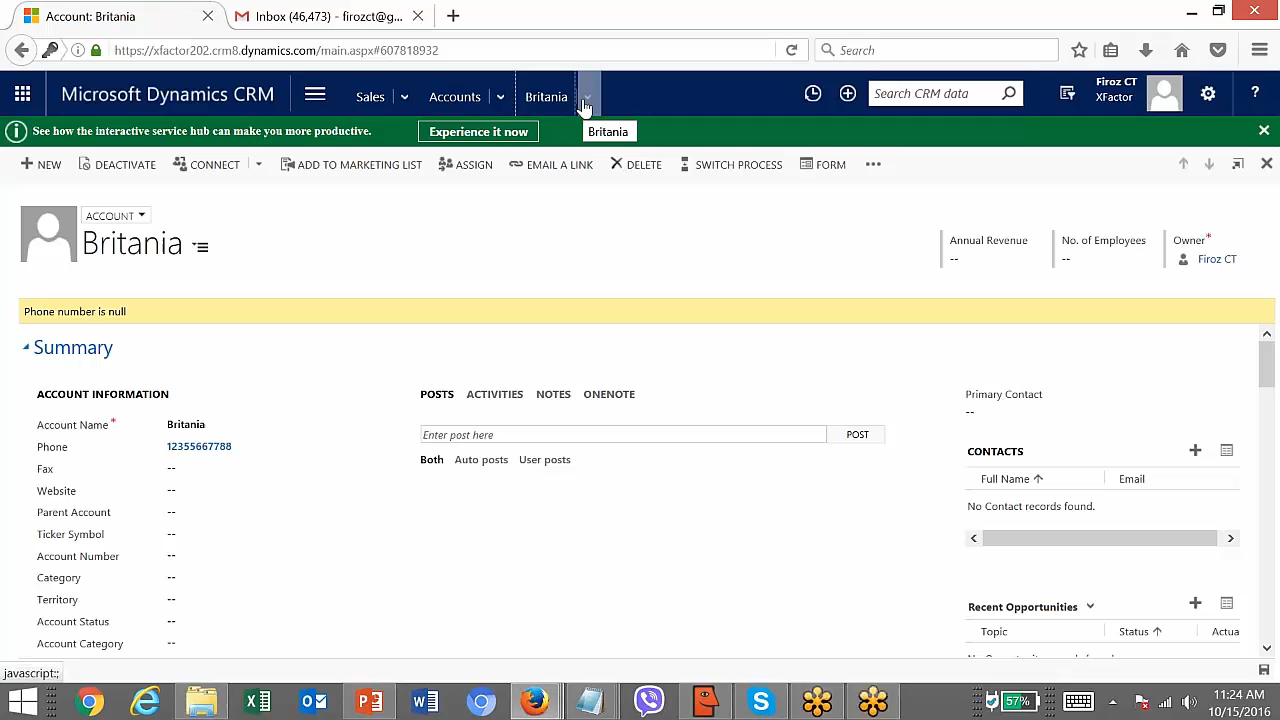 Account: Britania
Inbox (46,473) - firozct@g...
https://xfactor202.crm8.dynamics.com/main.aspx#607818932
Search
Microsoft Dynamics CRM
Sales
Accounts
Britania
Search CRM data
Firoz CT
XFactor
?
See how the interactive service hub can make you more productive.
Experience it now
Britania
NEW
DEACTIVATE
CONNECT
ADD TO MARKETING LIST
ASSIGN
EMAIL A LINK
DELETE
SWITCH PROCESS
FORM
ACCOUNT
Britania
Annual Revenue
--
No. of Employees
--
Owner*
Firoz CT
Phone number is null
Summary
ACCOUNT INFORMATION
Account Name* Britania
Phone 12355667788
Fax --
Website --
Parent Account --
Ticker Symbol --
Account Number --
Category --
Territory --
Account Status --
Account Category --
POSTS ACTIVITIES NOTES ONENOTE
Enter post here
POST
Both Auto posts User posts
Primary Contact
--
CONTACTS
Full Name Email
No Contact records found.
Recent Opportunities
Topic Status Actua
javascript:;
57%
11:24 AM
10/15/2016